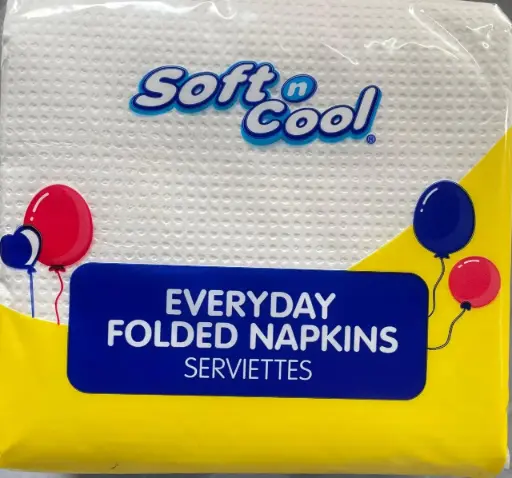 Soft n
Cool®
EVERYDAY
FOLDED NAPKINS
SERVIETTES